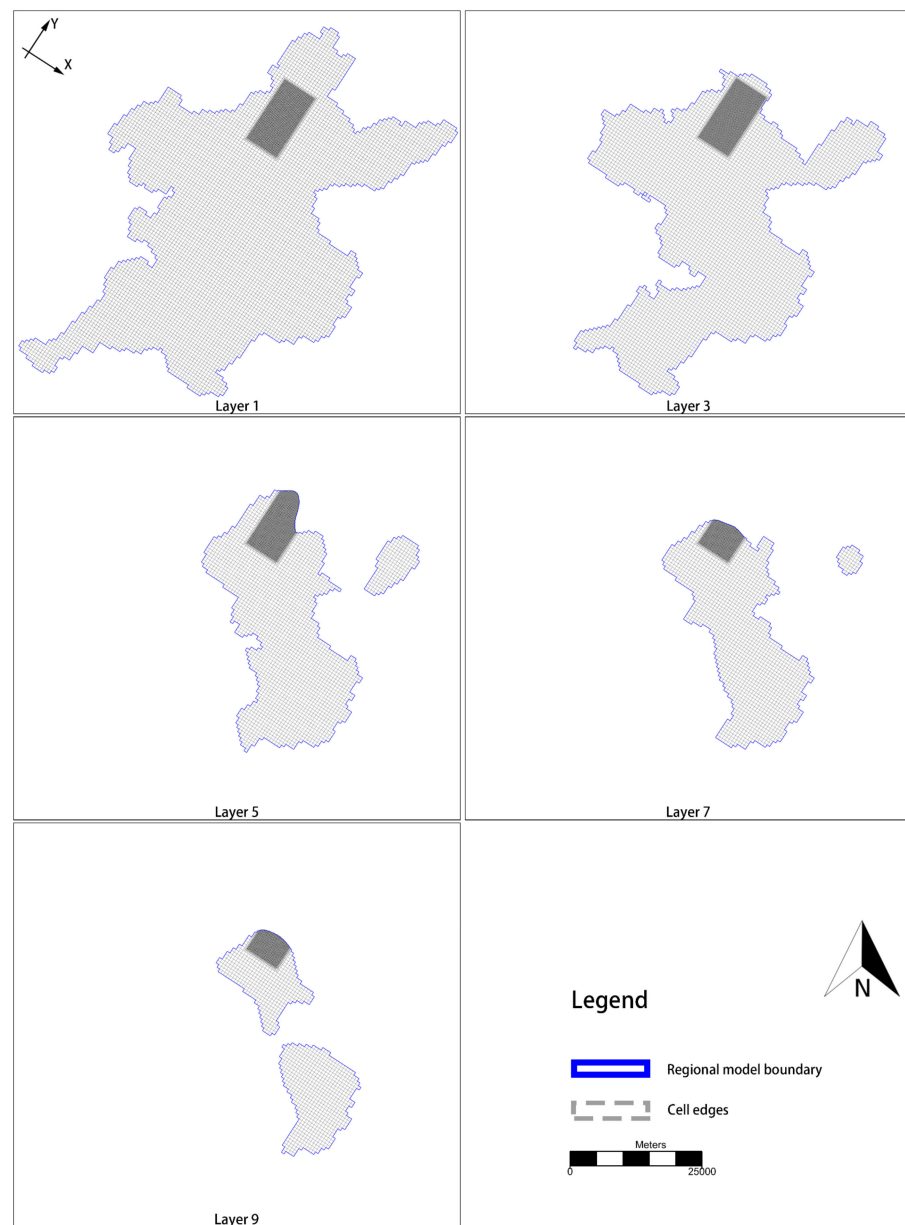 Y
X
Layer 1
Layer 3
Layer 5
Layer 7
Layer 9
N
Legend
Regional model boundary
Cell edges
Meters
0 25000